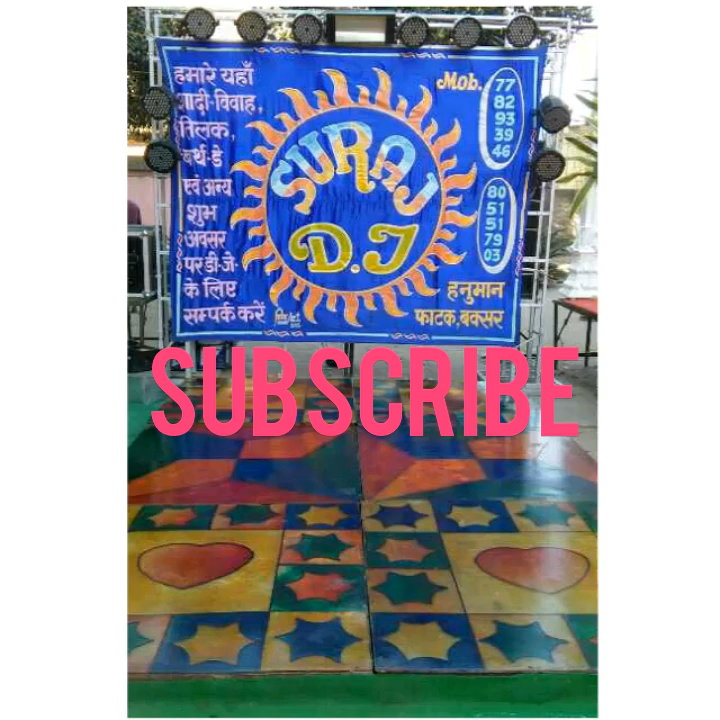 हमारे यहाँ
शादी-विवाह,
तिलक,
बर्थ-डे
एवं अन्य
शुभ
अवसर
पर डी-जे-
के लिए
सम्पर्क करें
SURAJ
D.J
Mob. 77
82
93
39
46
80
51
51
79
03
हनुमान
फाटक, बक्सर
SUBSCRIBE